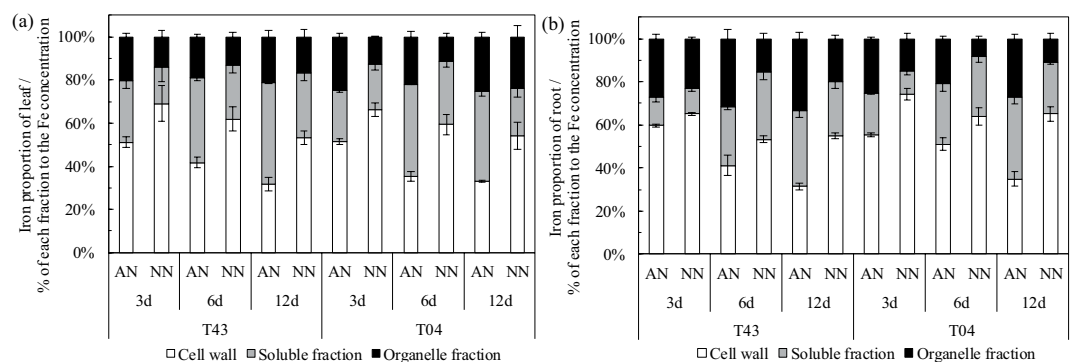 (a)
Iron proportion of leaf /
% of each fraction to the Fe concentration
100%
80%
60%
40%
20%
0%
AN NN AN NN AN NN AN NN AN NN AN NN
3d 6d 12d 3d 6d 12d
T43 T04
Cell wall Soluble fraction Organelle fraction
(b)
Iron proportion of root /
% of each fraction to the Fe concentration
100%
80%
60%
40%
20%
0%
AN NN AN NN AN NN AN NN AN NN AN NN
3d 6d 12d 3d 6d 12d
T43 T04
Cell wall Soluble fraction Organelle fraction